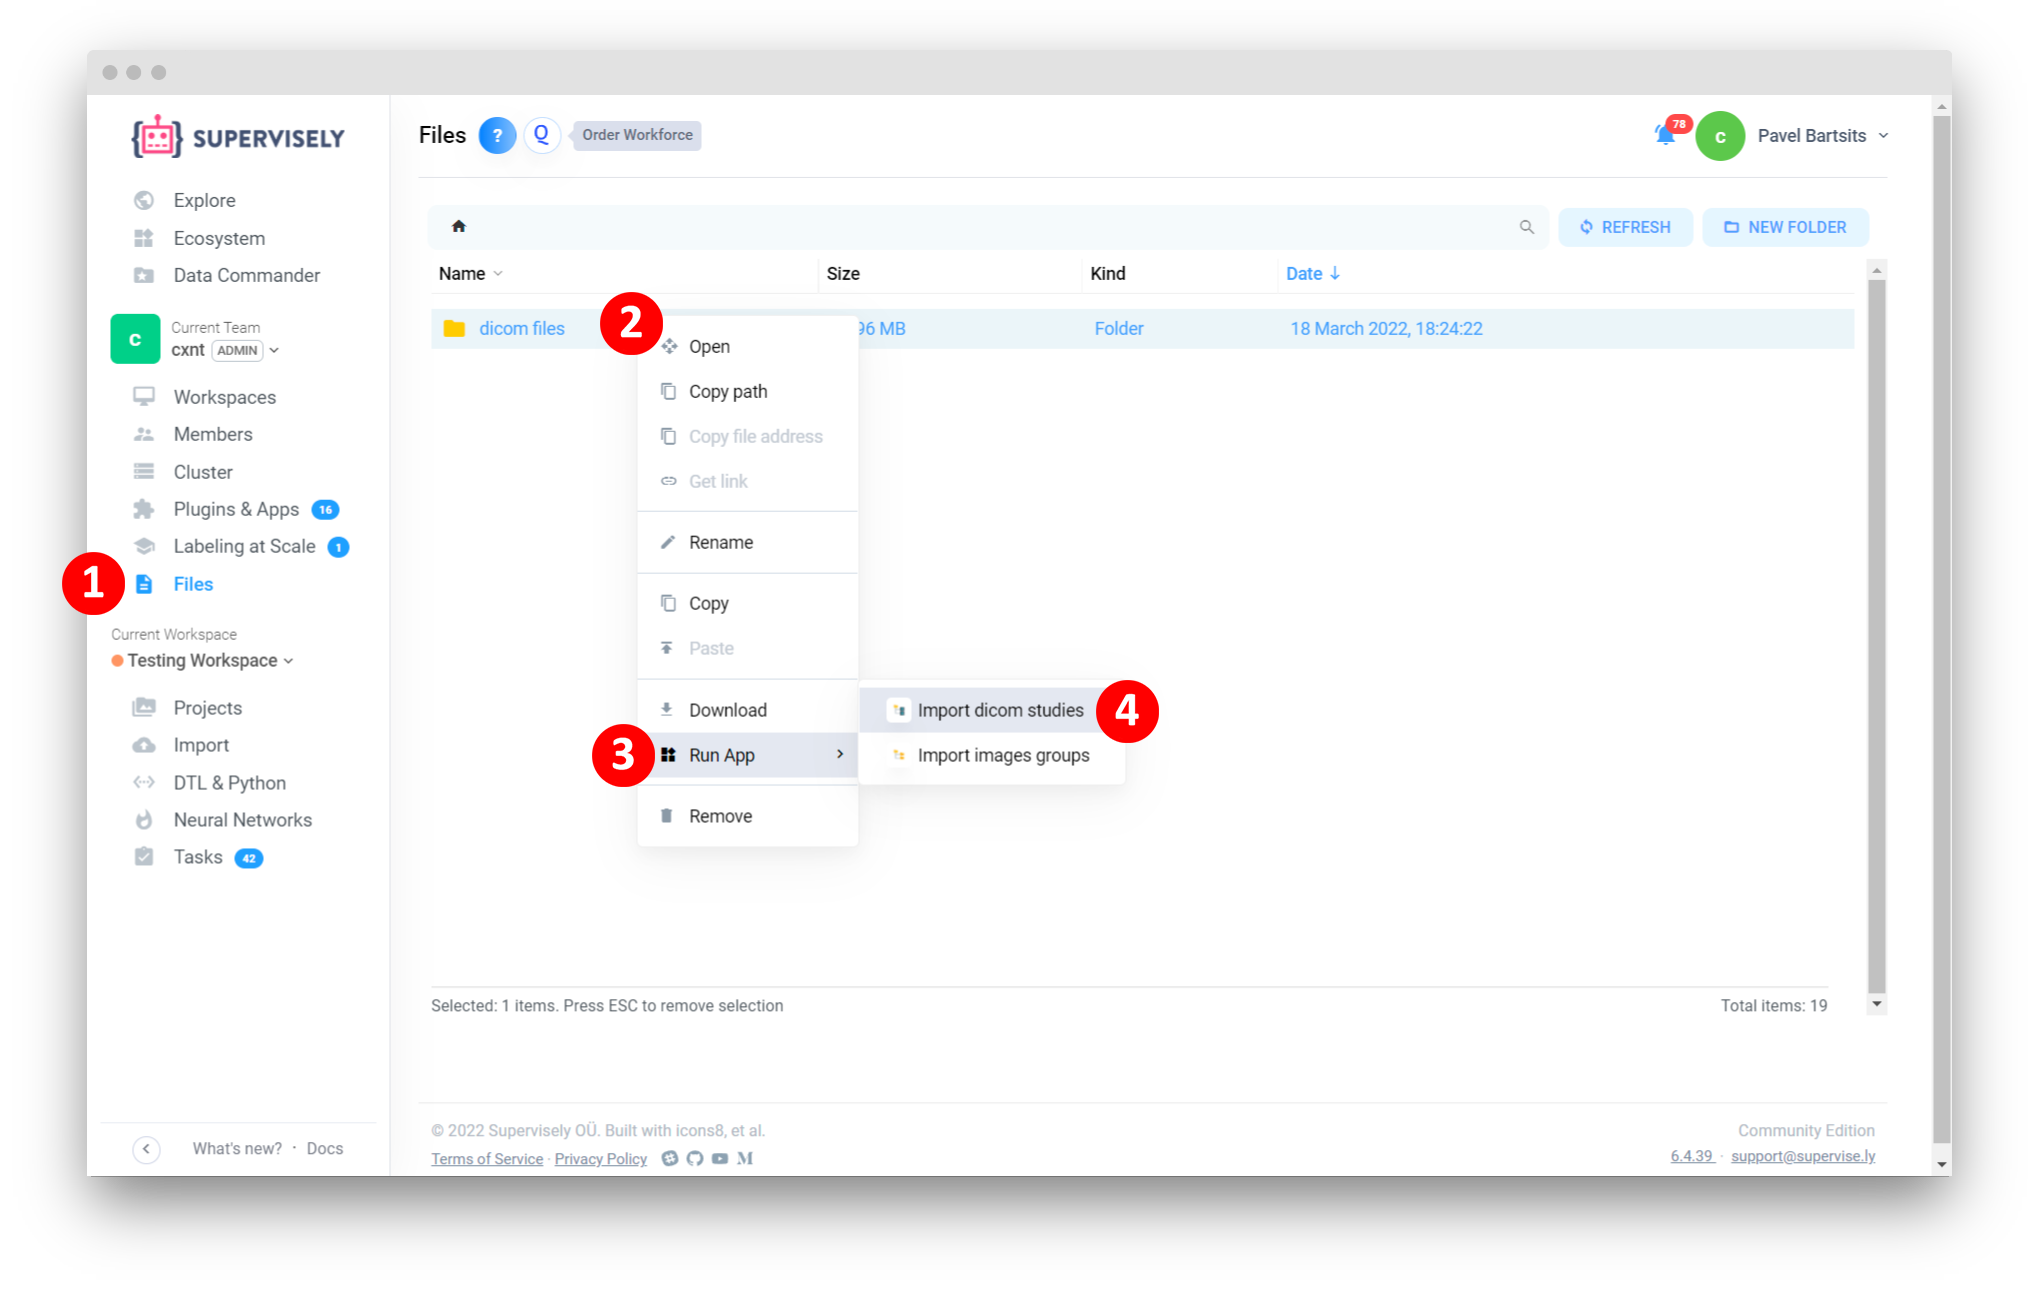 SUPERVISELY
Files ? Q Order Workforce
78 c Pavel Bartsits
Explore
Ecosystem
Data Commander
c Current Team
cxnt ADMIN
Workspaces
Members
Cluster
Plugins & Apps 16
Labeling at Scale 1
1 Files
Current Workspace
Testing Workspace
Projects
Import
DTL & Python
Neural Networks
Tasks 42
What's new? · Docs
REFRESH NEW FOLDER
Name Size Kind Date
dicom files 96 MB Folder 18 March 2022, 18:24:22
2
Open
Copy path
Copy file address
Get link
Rename
Copy
Paste
Download
3 Run App
Remove
Import dicom studies 4
Import images groups
Selected: 1 items. Press ESC to remove selection Total items: 19
© 2022 Supervisely OÜ. Built with icons8, et al. Community Edition
Terms of Service · Privacy Policy 6.4.39 · support@supervise.ly